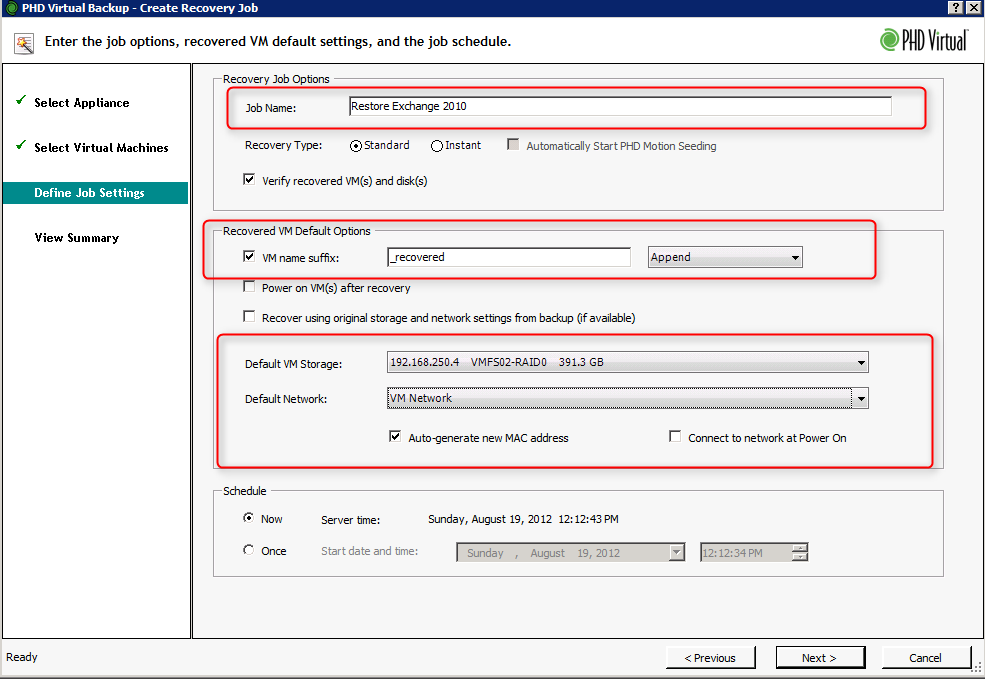 PHD Virtual Backup - Create Recovery Job
Enter the job options, recovered VM default settings, and the job schedule.
PHD Virtual
Select Appliance
Select Virtual Machines
Define Job Settings
View Summary
Recovery Job Options
Job Name: Restore Exchange 2010
Recovery Type: Standard Instant Automatically Start PHD Motion Seeding
Verify recovered VM(s) and disk(s)
Recovered VM Default Options
VM name suffix: _recovered Append
Power on VM(s) after recovery
Recover using original storage and network settings from backup (if available)
Default VM Storage: 192.168.250.4 VMFS02-RAID0 391.3 GB
Default Network: VM Network
Auto-generate new MAC address Connect to network at Power On
Schedule
Now Server time: Sunday, August 19, 2012 12:12:43 PM
Once Start date and time: Sunday , August 19, 2012 12:12:34 PM
Ready < Previous Next > Cancel